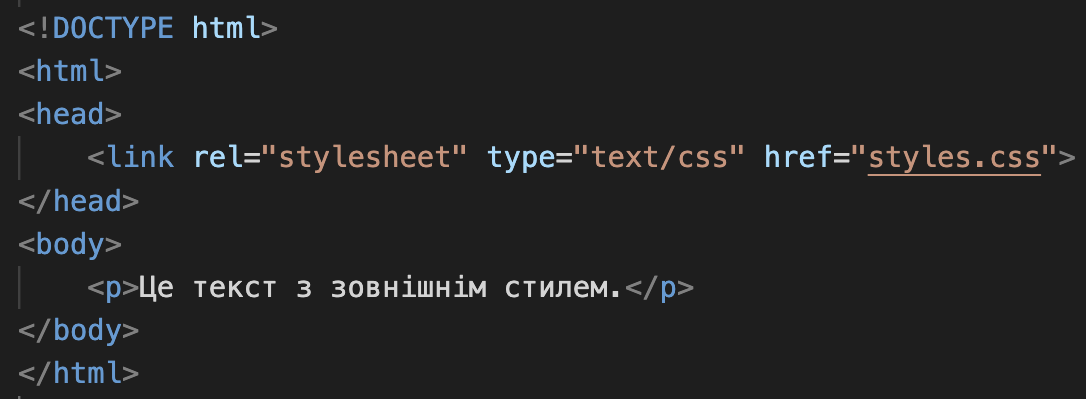 <!DOCTYPE html>
<html>
<head>
    <link rel="stylesheet" type="text/css" href="styles.css">
</head>
<body>
    <p>Це текст з зовнішнім стилем.</p>
</body>
</html>